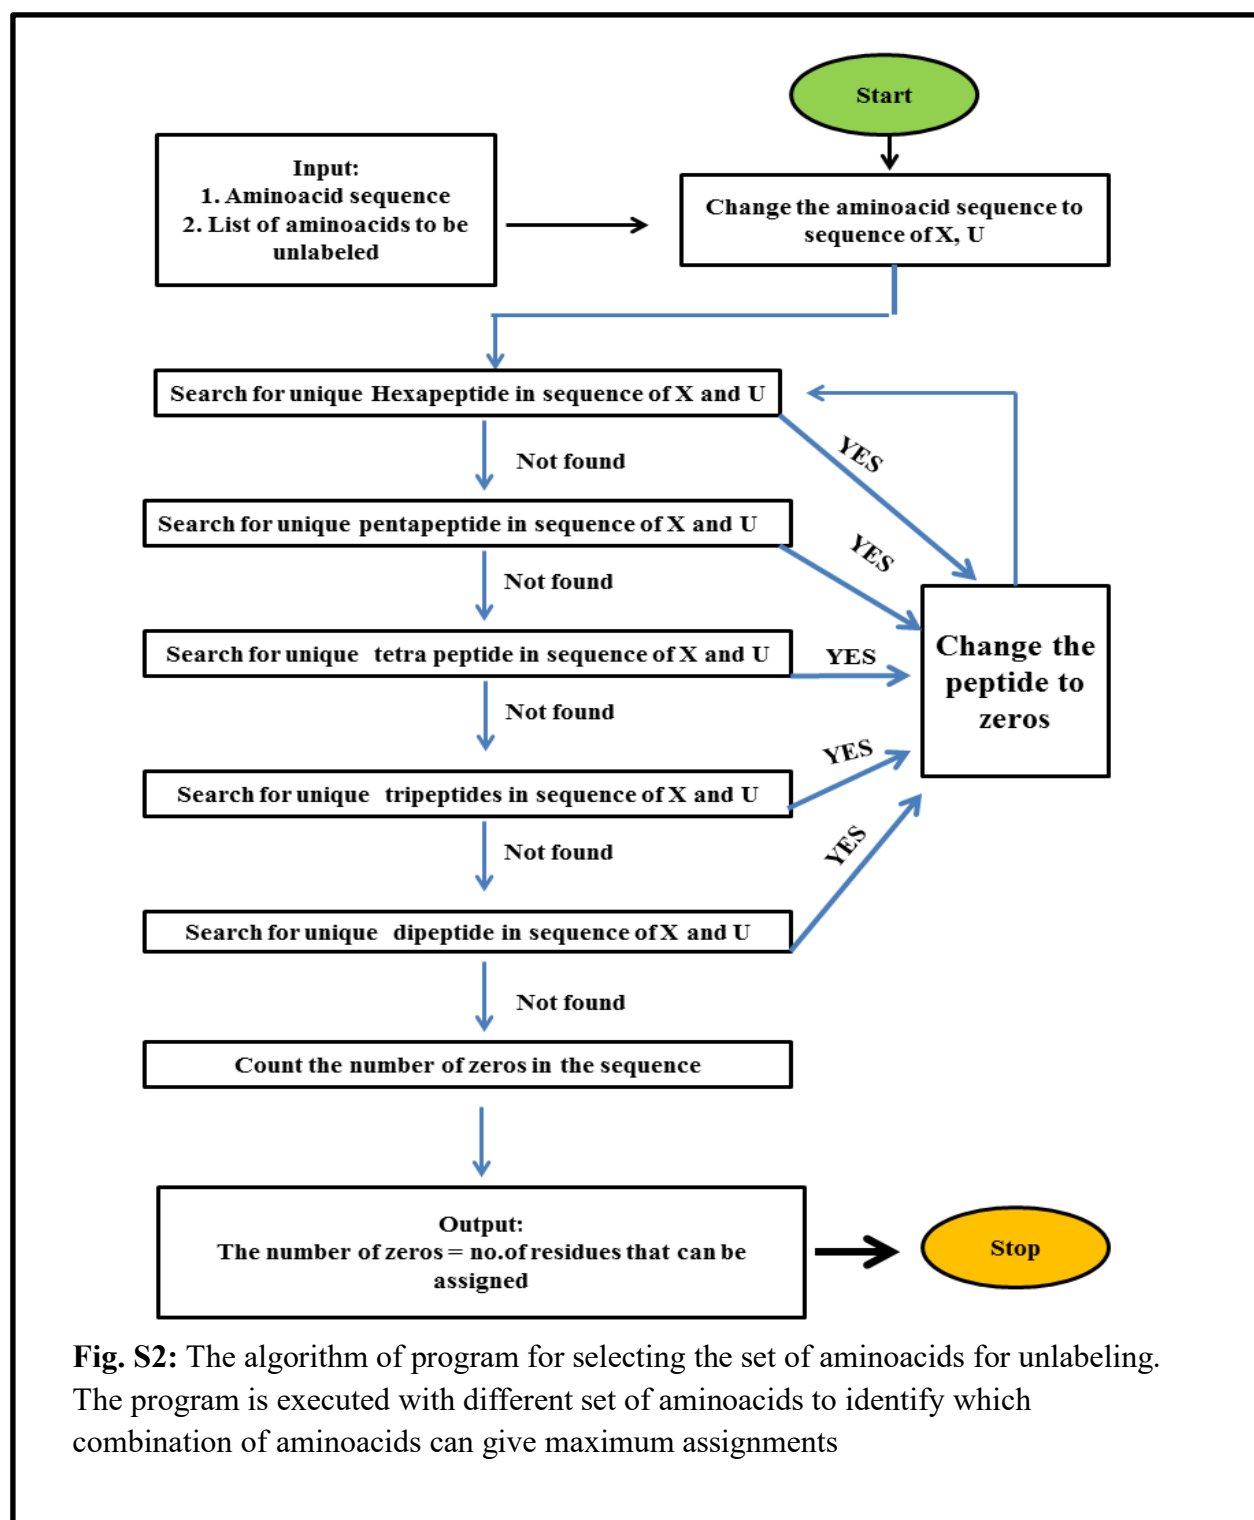 Start
Input:
1. Aminoacid sequence
2. List of aminoacids to be
unlabeled
Change the aminoacid sequence to
sequence of X, U
Search for unique Hexapeptide in sequence of X and U
YES
Not found
Search for unique pentapeptide in sequence of X and U
YES
Not found
Search for unique tetra peptide in sequence of X and U
YES
Change the
peptide to
zeros
Not found
Search for unique tripeptides in sequence of X and U
YES
Not found
Search for unique dipeptide in sequence of X and U
YES
Not found
Count the number of zeros in the sequence
Output:
The number of zeros = no.of residues that can be
assigned
Stop
Fig. S2: The algorithm of program for selecting the set of aminoacids for unlabeling.
The program is executed with different set of aminoacids to identify which
combination of aminoacids can give maximum assignments